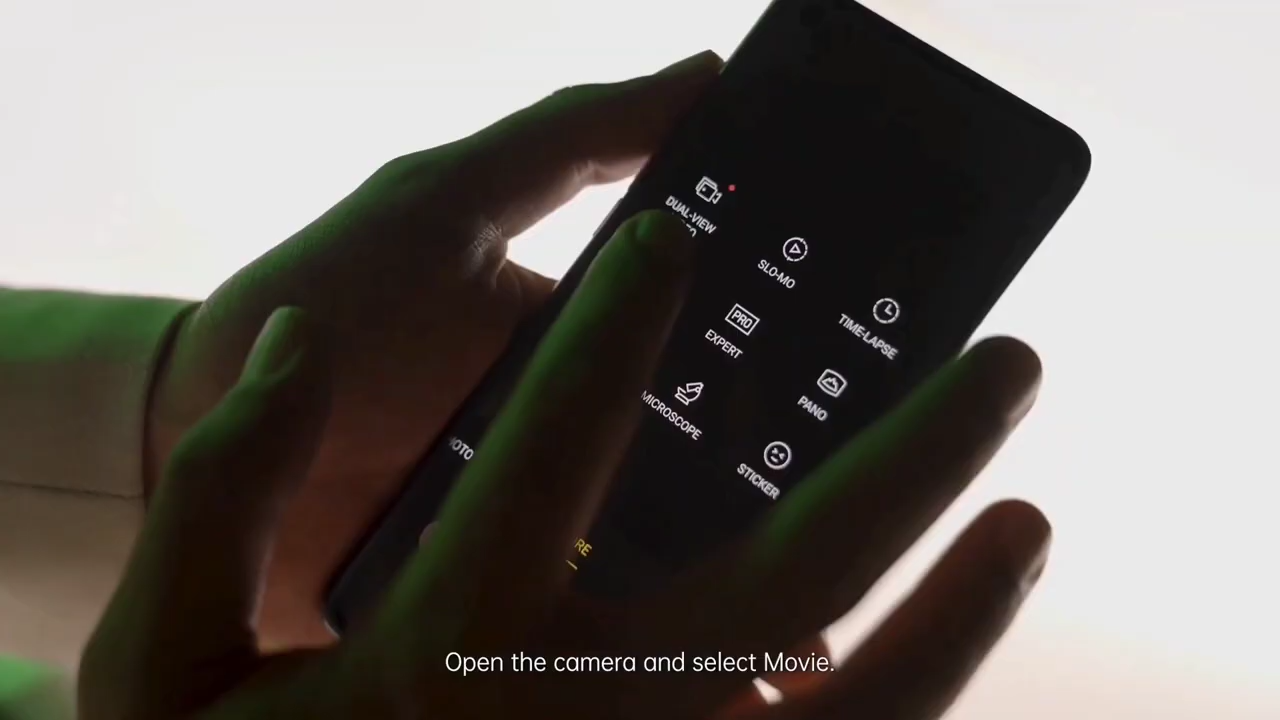 DUAL-VIEW
SLO-MO
TIME-LAPSE
PRO
EXPERT
PANO
MICROSCOPE
STICKER
Open the camera and select Movie.